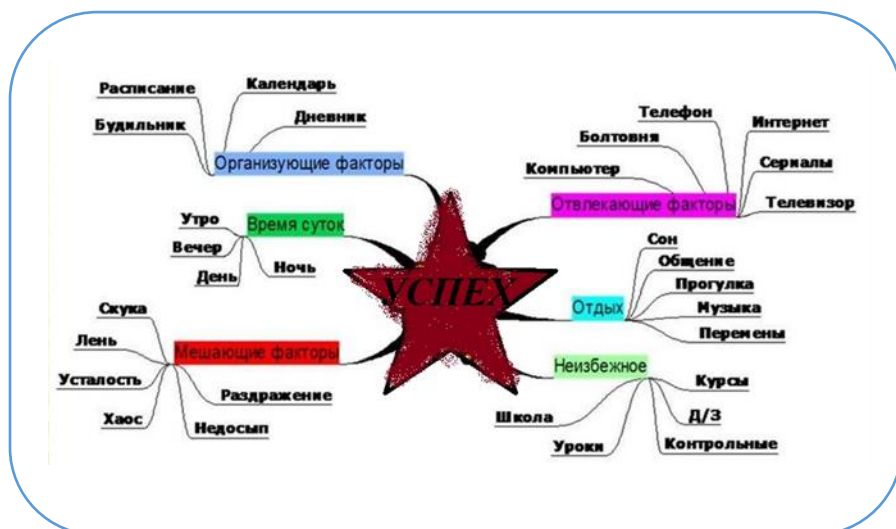 Расписание
Календарь
Будильник
Дневник
Организующие факторы
Телефон
Интернет
Болтовня
Компьютер
Сериалы
Отвлекающие факторы
Телевизор
Утро
Время суток
Вечер
День
Ночь
УСПЕХ
Сон
Общение
Прогулка
Отдых
Музыка
Перемены
Скука
Лень
Мешающие факторы
Усталость
Раздражение
Хаос
Недосып
Неизбежное
Курсы
Школа
Д/З
Уроки
Контрольные